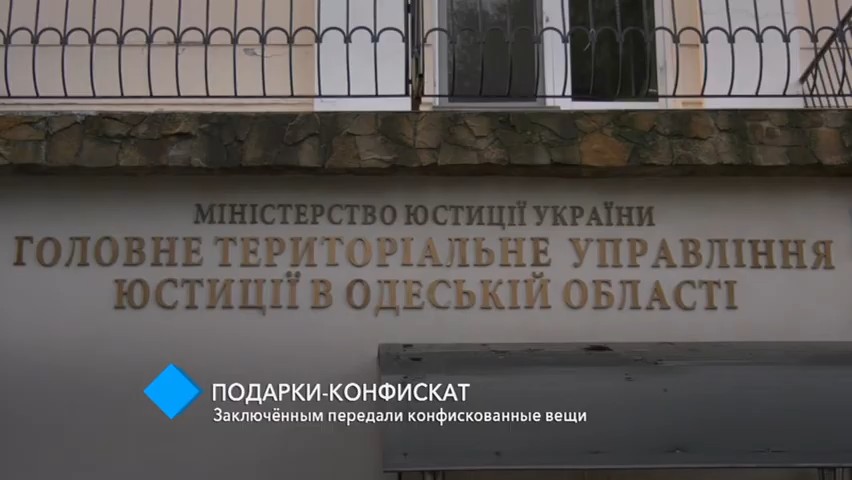 МІНІСТЕРСТВО ЮСТИЦІЇ УКРАЇНИ
ГОЛОВНЕ ТЕРИТОРІАЛЬНЕ УПРАВЛІННЯ
ЮСТИЦІЇ В ОДЕСЬКІЙ ОБЛАСТІ
ПОДАРКИ-КОНФИСКАТ
Заключённым передали конфискованные вещи